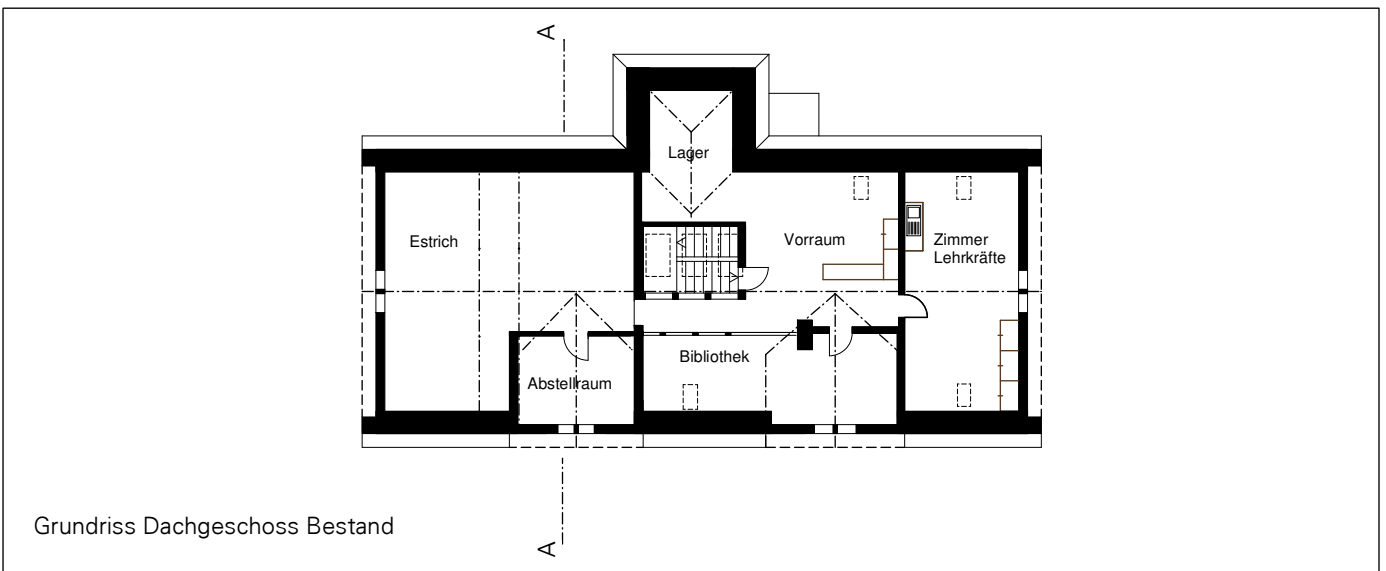 A
Lager
Estrich
Vorraum
Zimmer
Lehrkräfte
Bibliothek
Abstellraum
Grundriss Dachgeschoss Bestand
A